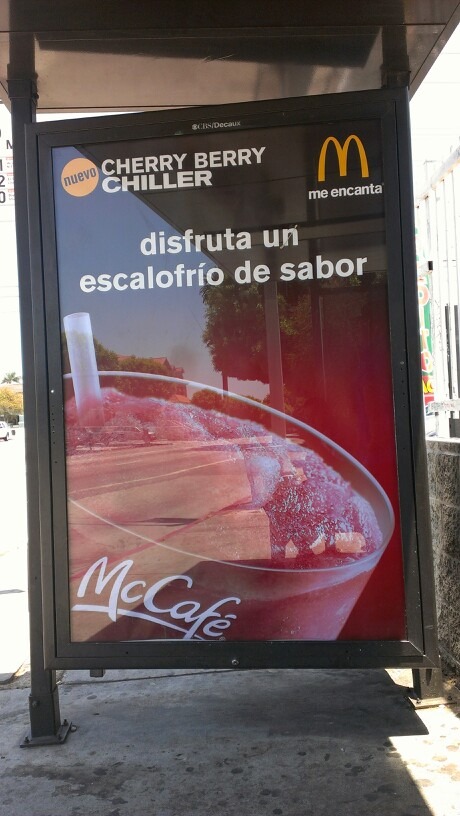 CBS/Decaux
nuevo
CHERRY BERRY
CHILLER
me encanta
disfruta un
escalofrío de sabor
McCafé